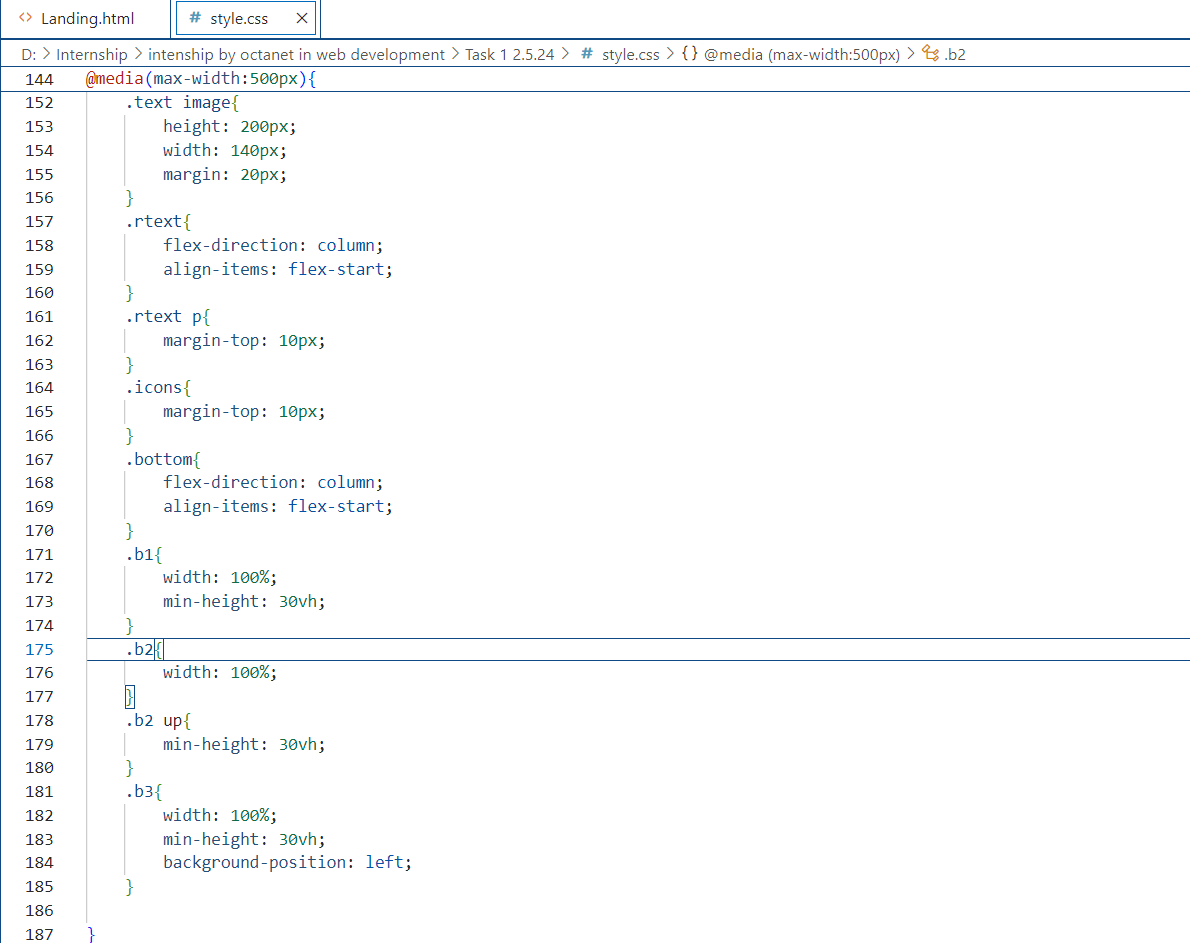 <> Landing.html # style.css ×
D: > Internship > intenship by octanet in web development > Task 1 2.5.24 > # style.css > {} @media (max-width:500px) > .b2
144 @media(max-width:500px){
152 .text image{
153 height: 200px;
154 width: 140px;
155 margin: 20px;
156 }
157 .rtext{
158 flex-direction: column;
159 align-items: flex-start;
160 }
161 .rtext p{
162 margin-top: 10px;
163 }
164 .icons{
165 margin-top: 10px;
166 }
167 .bottom{
168 flex-direction: column;
169 align-items: flex-start;
170 }
171 .b1{
172 width: 100%;
173 min-height: 30vh;
174 }
175 .b2{
176 width: 100%;
177 }
178 .b2 up{
179 min-height: 30vh;
180 }
181 .b3{
182 width: 100%;
183 min-height: 30vh;
184 background-position: left;
185 }
186
187 }